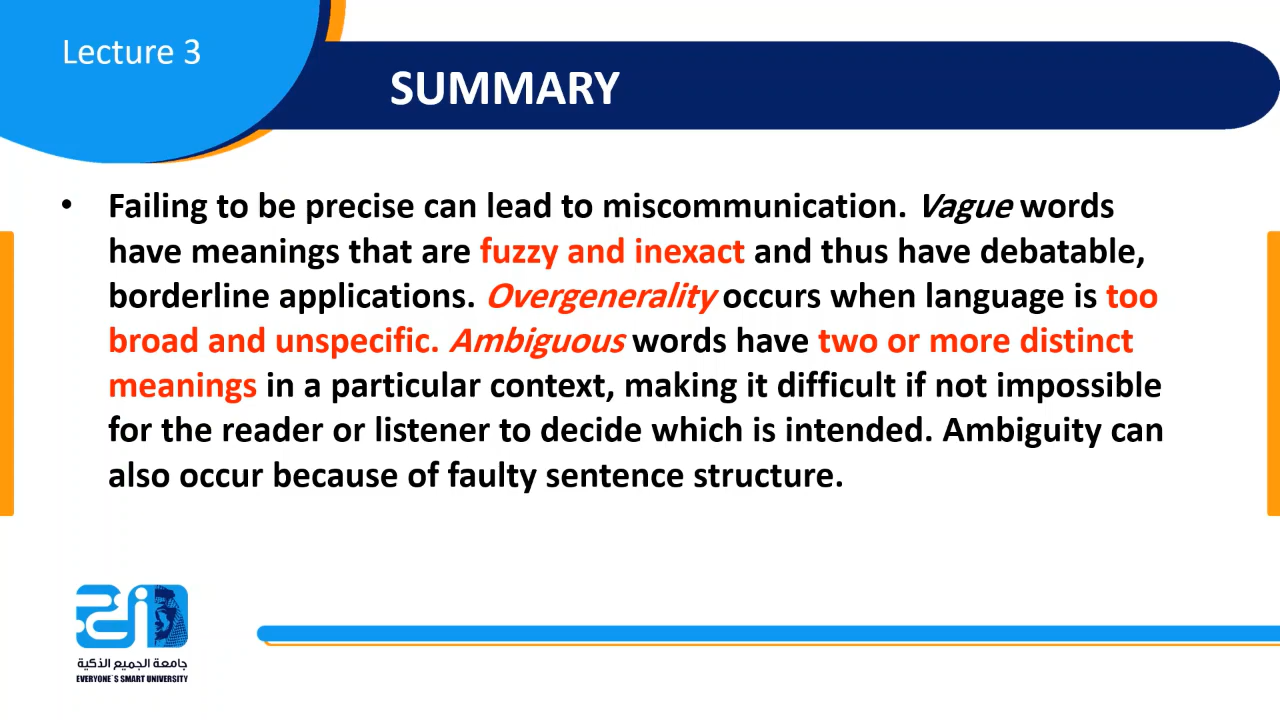 Lecture 3
SUMMARY
• Failing to be precise can lead to miscommunication. Vague words
have meanings that are fuzzy and inexact and thus have debatable,
borderline applications. Overgenerality occurs when language is too
broad and unspecific. Ambiguous words have two or more distinct
meanings in a particular context, making it difficult if not impossible
for the reader or listener to decide which is intended. Ambiguity can
also occur because of faulty sentence structure.
جامعة الجميع الذكية
EVERYONE`S SMART UNIVERSITY